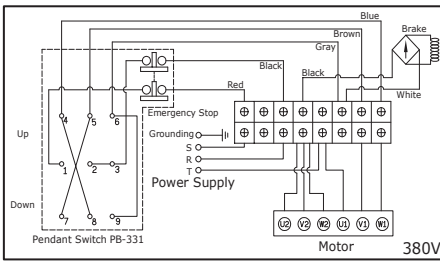 Blue
Brown
Brake
Gray
Black
Black
Red
White
4 5 6
Emergency Stop
Up
Grounding
S
1 2 3
R
T
Power Supply
Down
7 8 9
U2 V2 W2 U1 V1 W1
Pendant Switch PB-331
Motor
380V